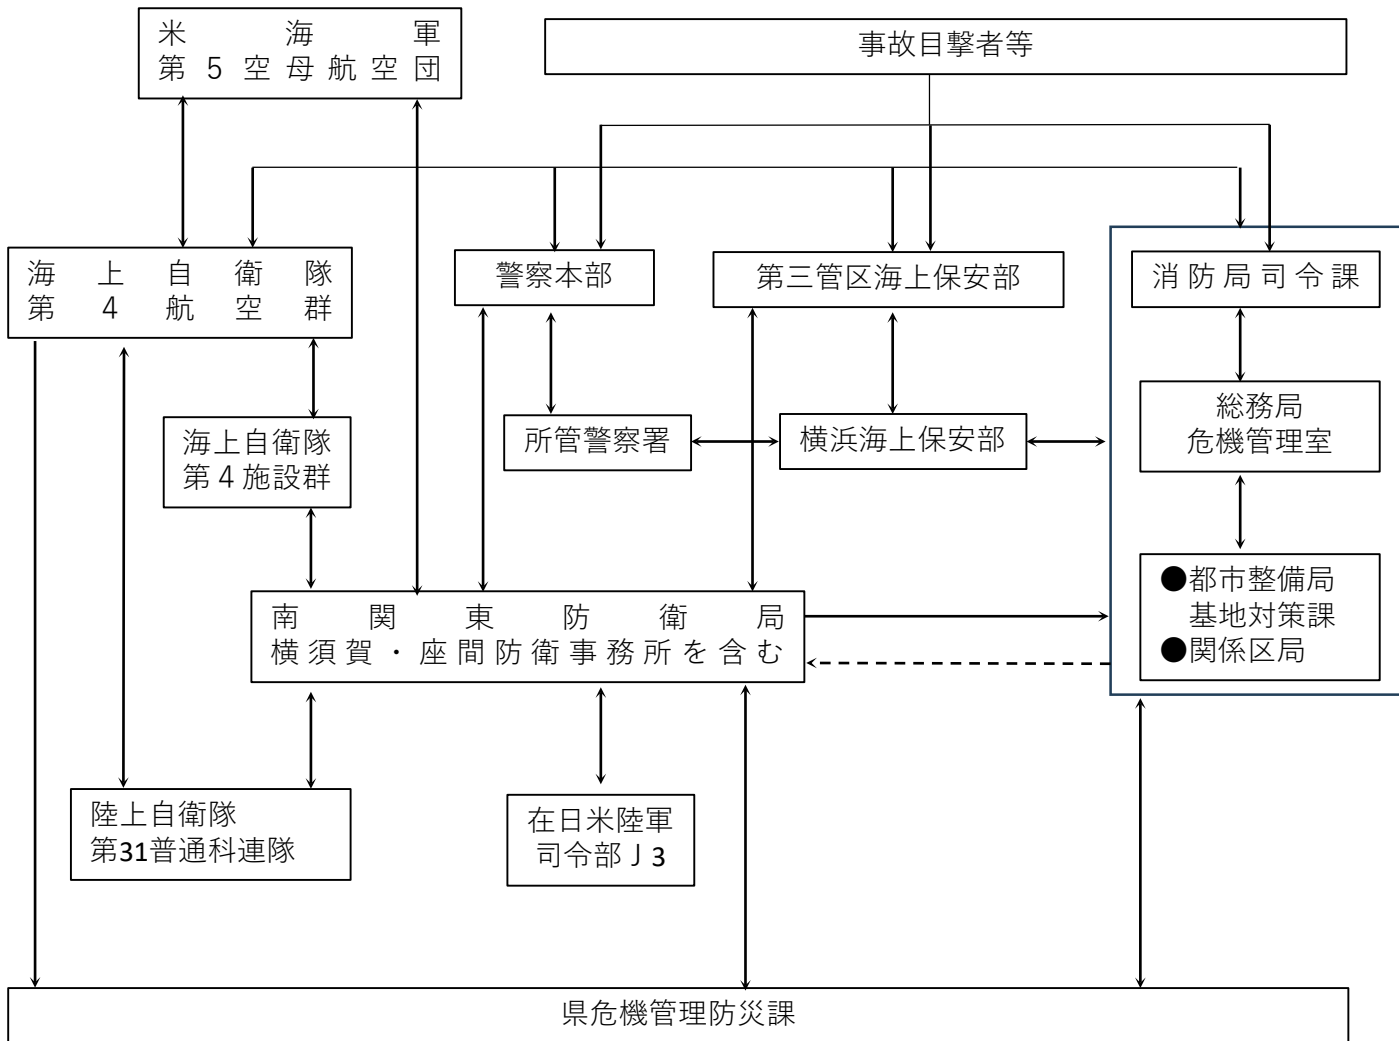 米海軍
第５空母航空団
事故目撃者等
海上自衛隊
第４航空群
警察本部
第三管区海上保安部
消防局司令課
海上自衛隊
第４施設群
所管警察署
横浜海上保安部
総務局
危機管理室
南関東防衛局
横須賀・座間防衛事務所を含む
●都市整備局
基地対策課
●関係区局
陸上自衛隊
第31普通科連隊
在日米陸軍
司令部Ｊ3
県危機管理防災課